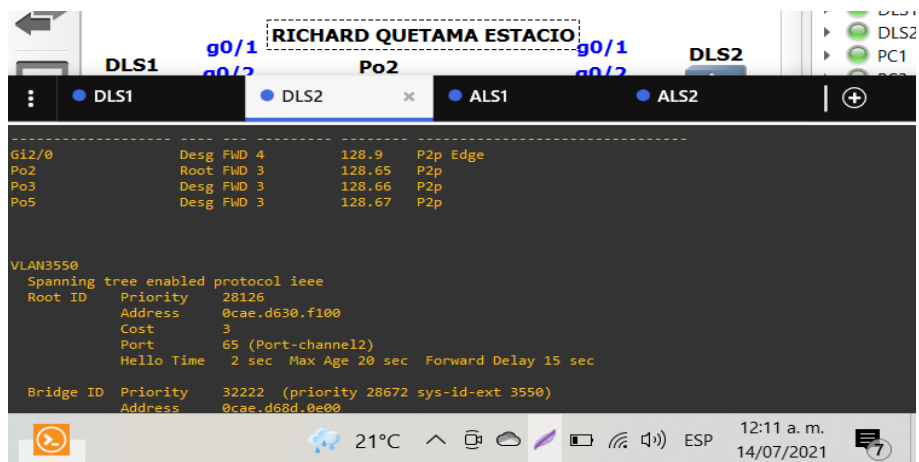 DLS1
DLS2
PC1
g0/1 RICHARD QUETAMA ESTACIO g0/1
DLS1 g0/2 Po2 g0/2 DLS2
DLS1 DLS2 × ALS1 ALS2
------------------- ---- --- --------- -------- --------------------------------
Gi2/0 Desg FWD 4 128.9 P2p Edge
Po2 Root FWD 3 128.65 P2p
Po3 Desg FWD 3 128.66 P2p
Po5 Desg FWD 3 128.67 P2p
VLAN3550
Spanning tree enabled protocol ieee
Root ID Priority 28126
Address 0cae.d630.f100
Cost 3
Port 65 (Port-channel2)
Hello Time 2 sec Max Age 20 sec Forward Delay 15 sec
Bridge ID Priority 32222 (priority 28672 sys-id-ext 3550)
Address 0cae.d68d.0e00
21°C ESP 12:11 a. m.
14/07/2021 7